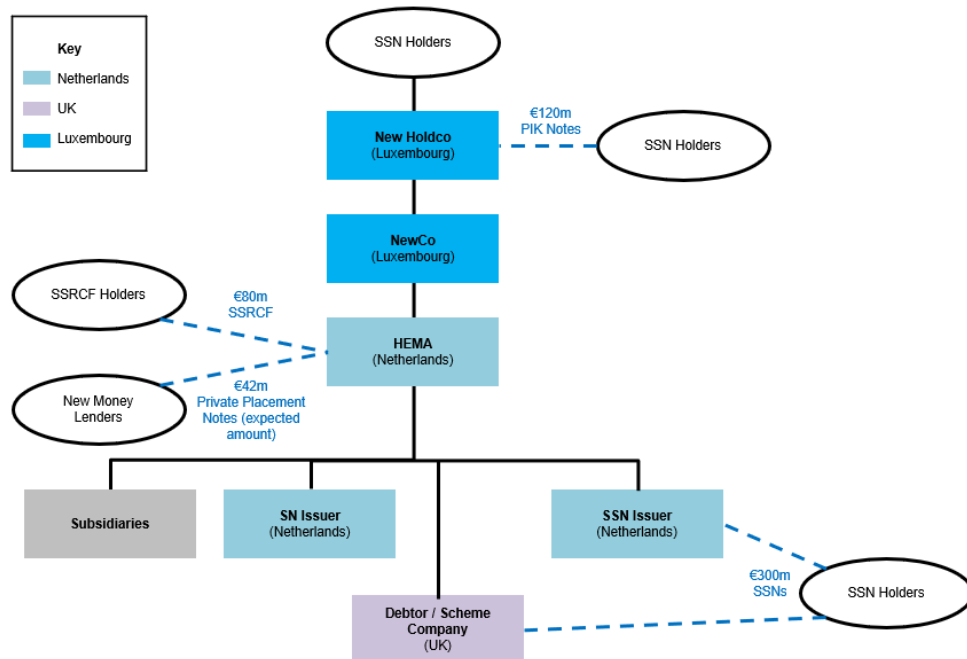 SSN Holders
Key
Netherlands
UK
Luxembourg
New Holdco
(Luxembourg)
€120m
PIK Notes
SSN Holders
NewCo
(Luxembourg)
SSRCF Holders
€80m
SSRCF
HEMA
(Netherlands)
New Money
Lenders
€42m
Private Placement
Notes (expected
amount)
Subsidiaries
SN Issuer
(Netherlands)
SSN Issuer
(Netherlands)
€300m
SSNs
SSN Holders
Debtor / Scheme
Company
(UK)